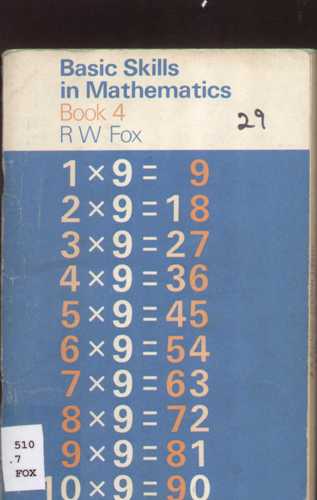 Basic Skills
in Mathematics
Book 4
R W Fox
29
1 × 9 = 9
2 × 9 = 18
3 × 9 = 27
4 × 9 = 36
5 × 9 = 45
6 × 9 = 54
7 × 9 = 63
8 × 9 = 72
9 × 9 = 81
10 × 9 = 90
510
.7
FOX